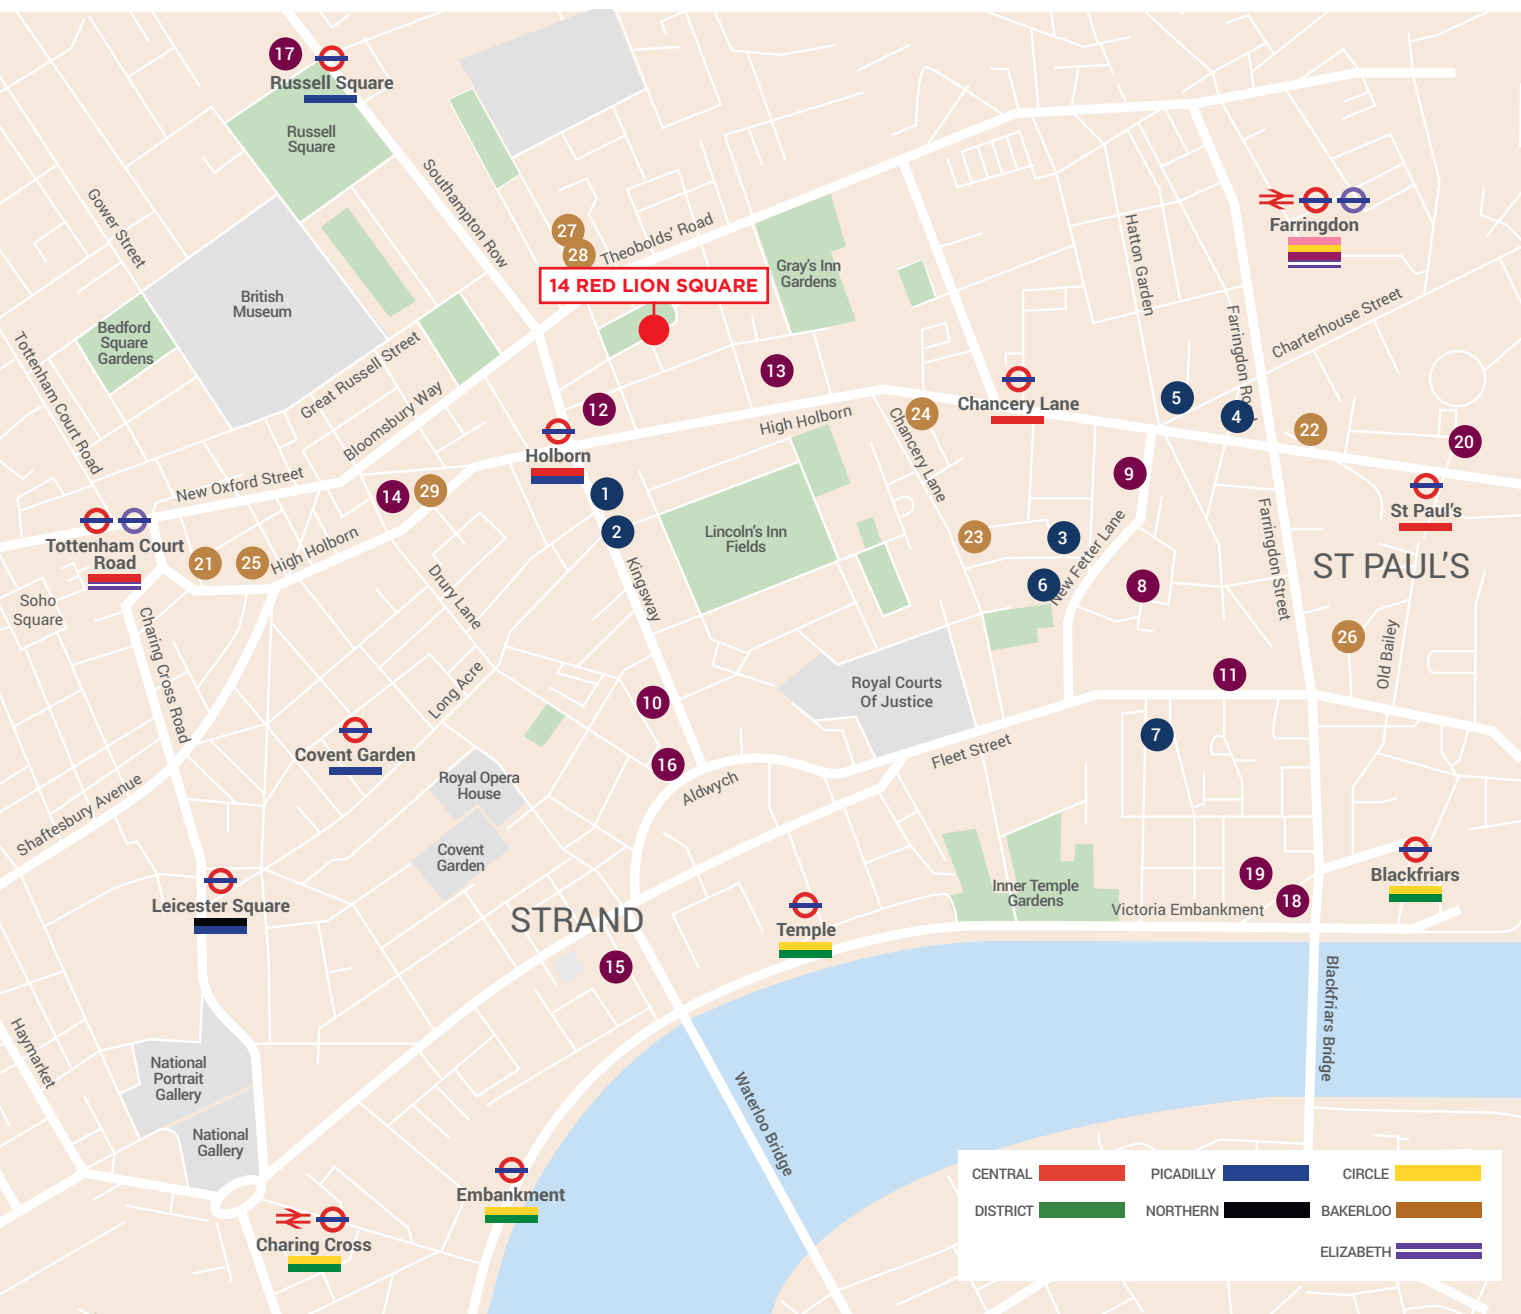 17
Russell Square
Russell
Square
Southampton Row
Gower Street
27
28
Theobolds' Road
14 RED LION SQUARE
Gray's Inn
Gardens
Hatton Garden
Farringdon
Farringdon Road
Charterhouse Street
British
Museum
Bedford
Square
Gardens
Tottenham Court Road
Great Russell Street
Bloomsbury Way
13
12
High Holborn
24
Chancery Lane
Chancery Lane
5
4
22
20
Holborn
New Oxford Street
14
29
1
2
9
St Paul's
ST PAUL'S
Tottenham Court
Road
21
25
High Holborn
Lincoln's Inn
Fields
23
3
6
New Fetter Lane
8
Farringdon Street
Soho
Square
Charing Cross Road
Drury Lane
Kingsway
26
Old Bailey
Long Acre
10
Royal Courts
Of Justice
11
7
Covent Garden
16
Aldwych
Fleet Street
Royal Opera
House
Shaftesbury Avenue
Covent
Garden
Leicester Square
STRAND
15
Temple
Inner Temple
Gardens
19
18
Victoria Embankment
Blackfriars
Blackfriars Bridge
Haymarket
National
Portrait
Gallery
National
Gallery
Waterloo Bridge
Embankment
Charing Cross
CENTRAL
PICADILLY
CIRCLE
DISTRICT
NORTHERN
BAKERLOO
ELIZABETH